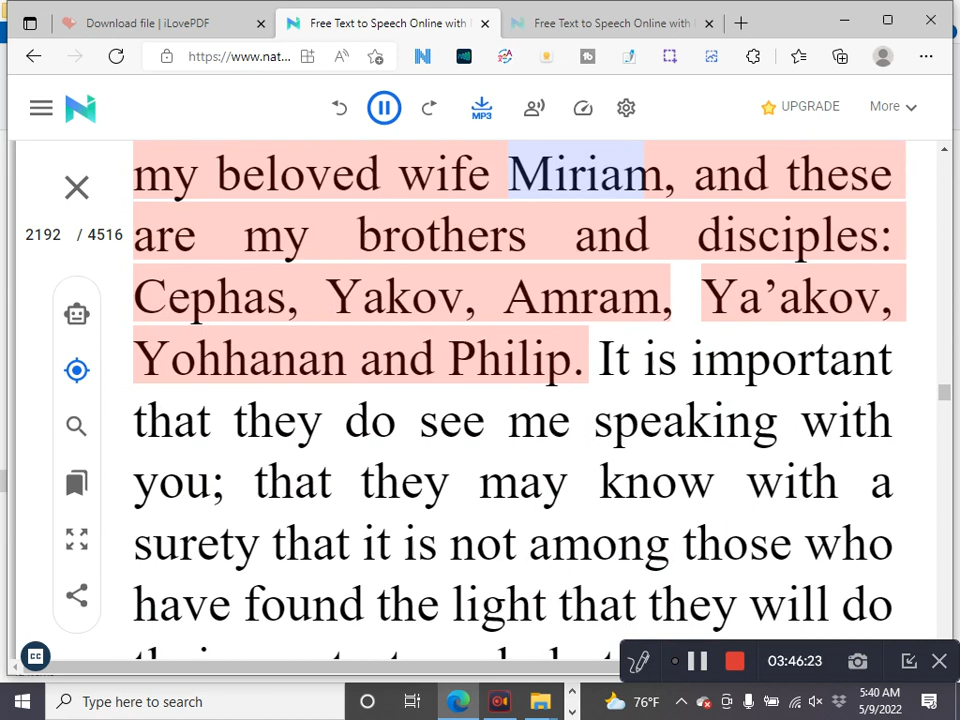 Download file | iLovePDF
Free Text to Speech Online with
Free Text to Speech Online with
https://www.nat...
MP3
UPGRADE
More
my beloved wife Miriam, and these
2192 / 4516
are my brothers and disciples:
Cephas, Yakov, Amram, Ya’akov,
Yohhanan and Philip. It is important
that they do see me speaking with
you; that they may know with a
surety that it is not among those who
have found the light that they will do
CC
03:46:23
Type here to search
76°F
5:40 AM
5/9/2022